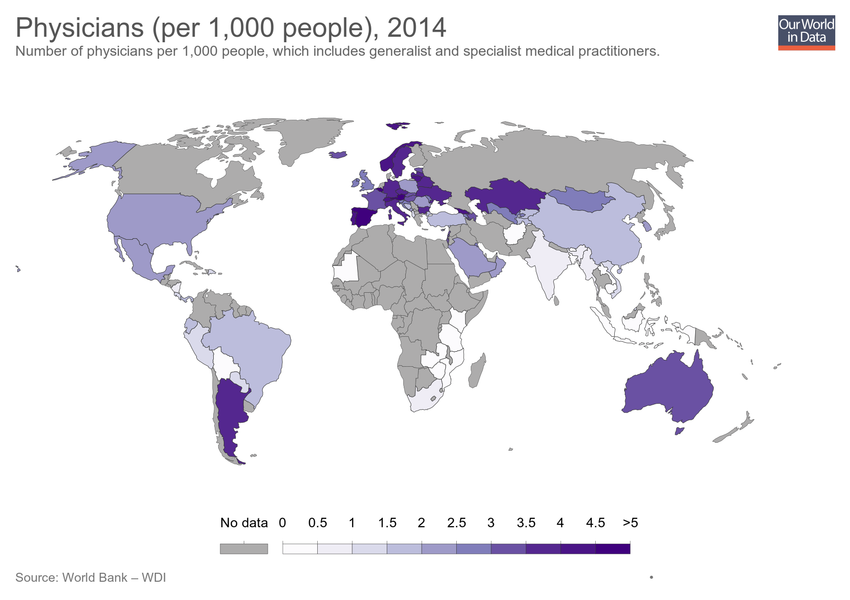 Physicians (per 1,000 people), 2014
Number of physicians per 1,000 people, which includes generalist and specialist medical practitioners.
Our World
in Data
No data 0 0.5 1 1.5 2 2.5 3 3.5 4 4.5 >5
Source: World Bank – WDI